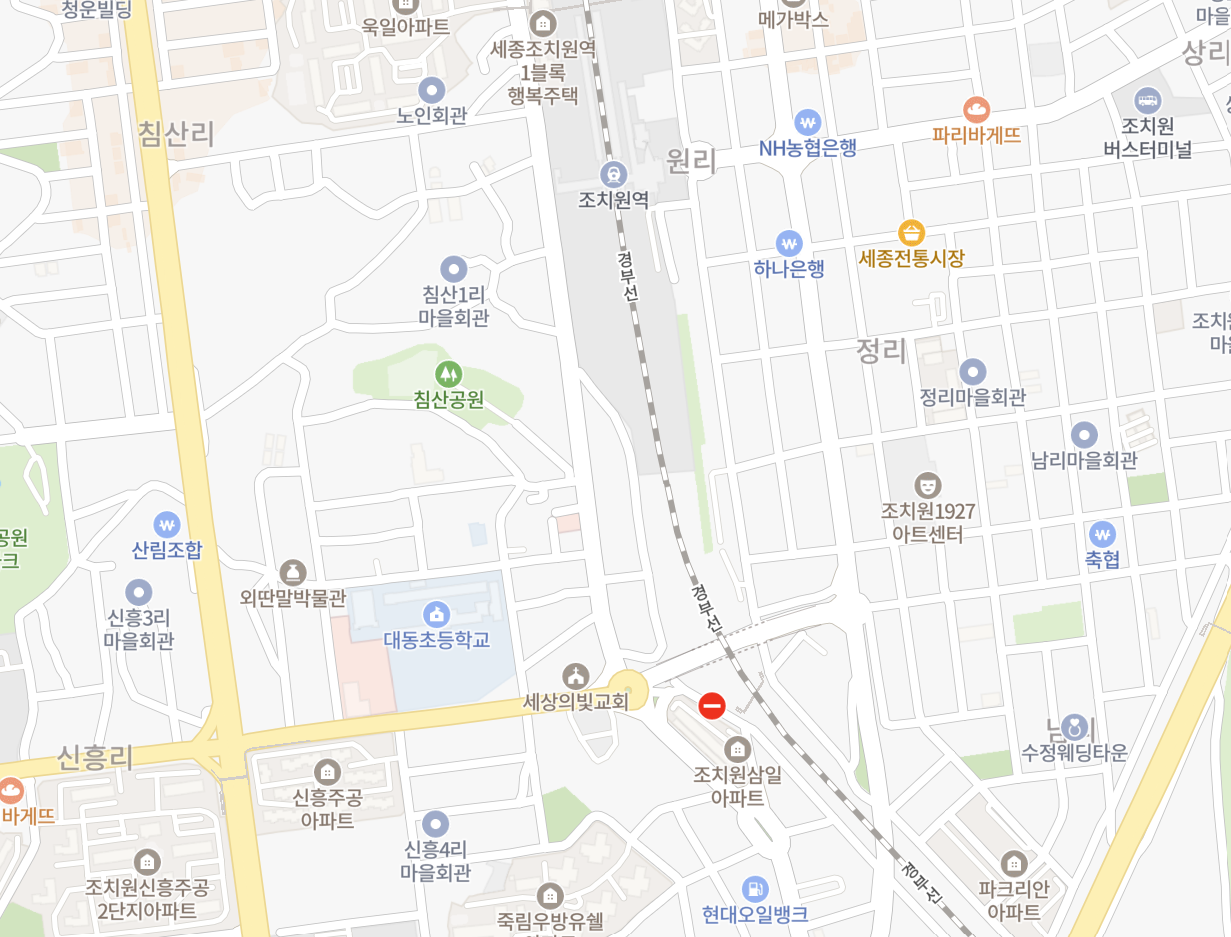 청운빌딩
욱일아파트
세종조치원역
1블록
행복주택
메가박스
마을
상리
노인회관
침산리
NH농협은행
파리바게뜨
조치원
버스터미널
원리
조치원역
하나은행
세종전통시장
경부선
침산1리
마을회관
정리
조치원
정리마을회관
침산공원
남리마을회관
조치원1927
아트센터
산림조합
축협
공원
크
외딴말박물관
신흥3리
마을회관
대동초등학교
경부선
세상의빛교회
신흥리
수정웨딩타운
조치원삼일
아파트
신흥주공
아파트
바게뜨
신흥4리
마을회관
조치원신흥주공
2단지아파트
죽림우방유쉘
현대오일뱅크
경부선
파크리안
아파트